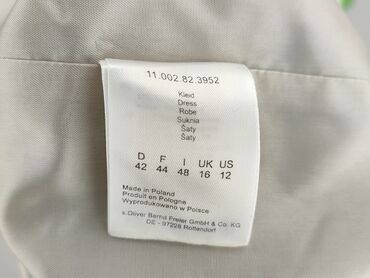 11.002.82.3952
Kleid
Dress
Robe
Suknia
Šaty
Šaty
D F I UK US
42 44 48 16 12
Made in Poland
Produit en Pologne
Wyprodukowano w Polsce
s.Oliver Bernd Freier GmbH & Co. KG
DE - 97228 Rottendorf